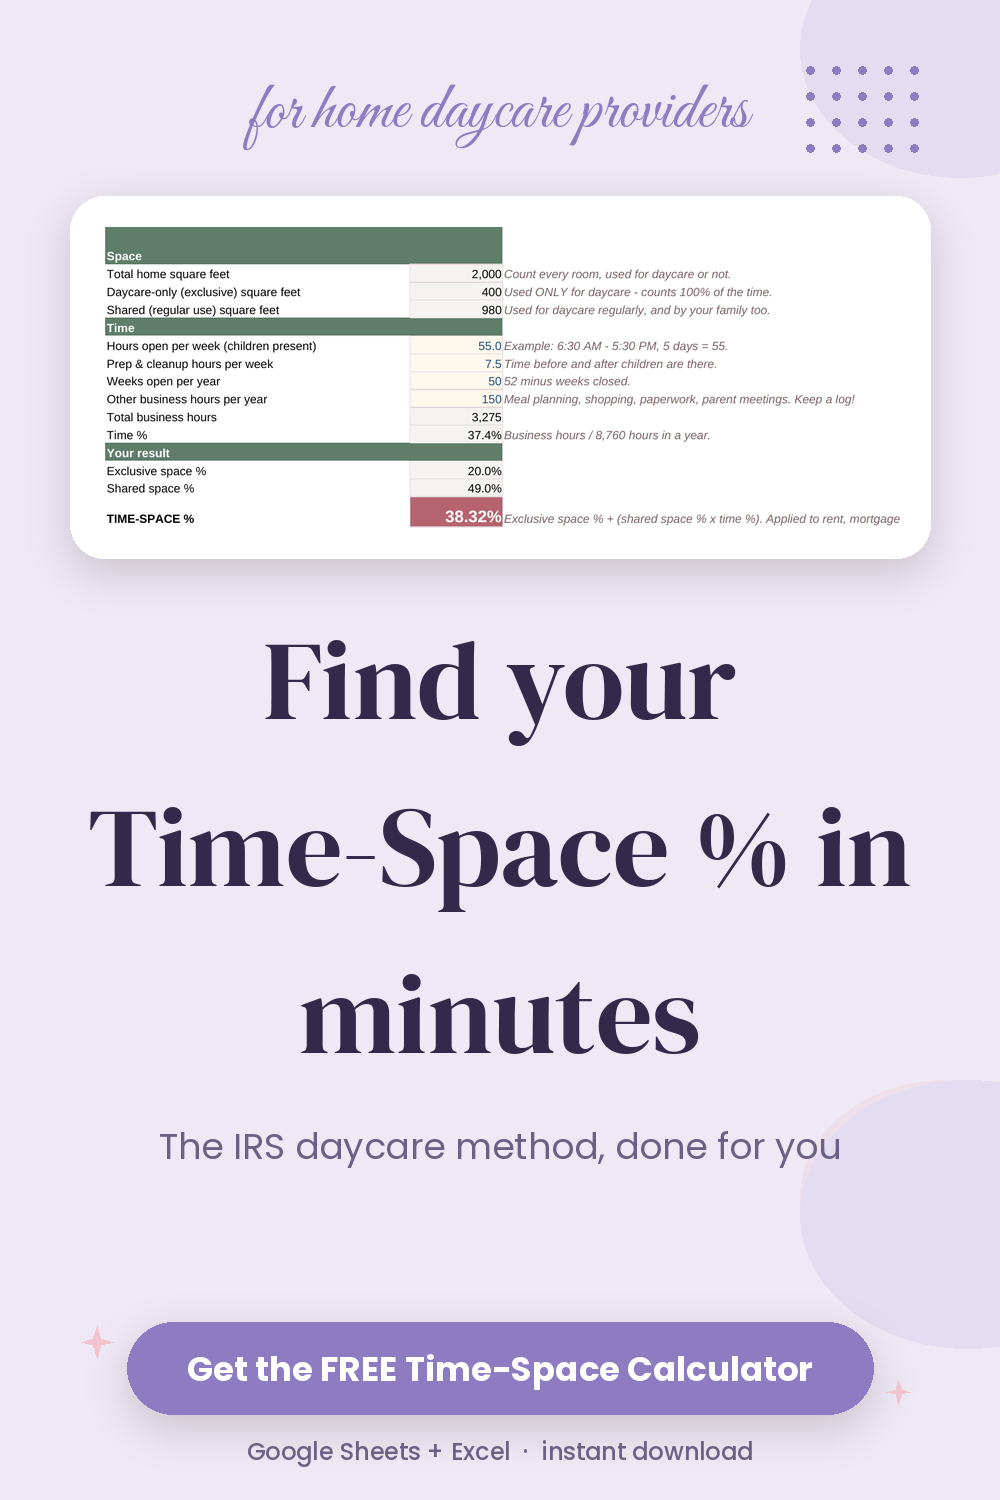 for home daycare providers
Space
Total home square feet 2,000 Count every room, used for daycare or not.
Daycare-only (exclusive) square feet 400 Used ONLY for daycare - counts 100% of the time.
Shared (regular use) square feet 980 Used for daycare regularly, and by your family too.
Time
Hours open per week (children present) 55.0 Example: 6:30 AM - 5:30 PM, 5 days = 55.
Prep & cleanup hours per week 7.5 Time before and after children are there.
Weeks open per year 50 52 minus weeks closed.
Other business hours per year 150 Meal planning, shopping, paperwork, parent meetings. Keep a log!
Total business hours 3,275
Time % 37.4% Business hours / 8,760 hours in a year.
Your result
Exclusive space % 20.0%
Shared space % 49.0%
TIME-SPACE % 38.32% Exclusive space % + (shared space % x time %). Applied to rent, mortgage
Find your
Time-Space % in
minutes
The IRS daycare method, done for you
Get the FREE Time-Space Calculator
Google Sheets + Excel · instant download